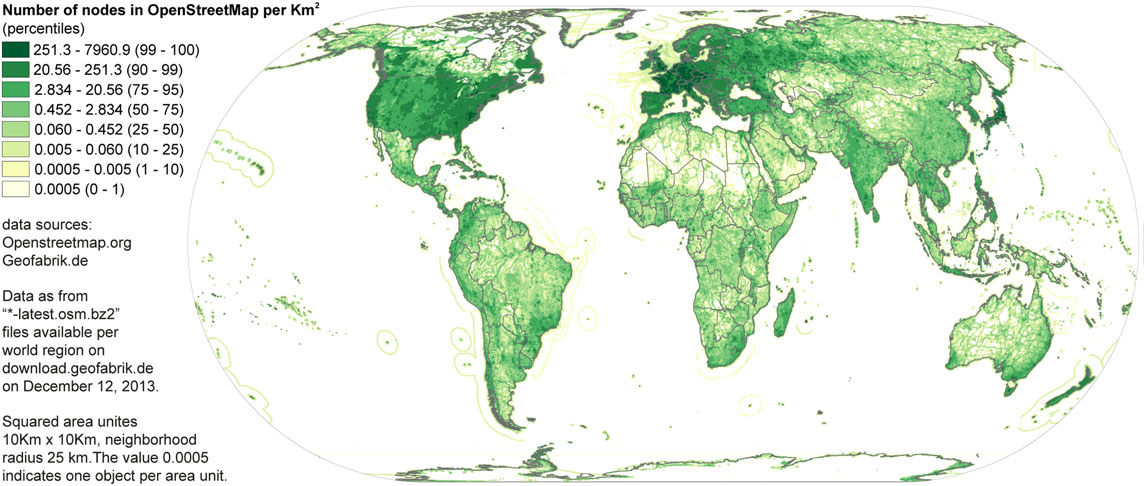 Number of nodes in OpenStreetMap per Km²
(percentiles)
251.3 - 7960.9 (99 - 100)
20.56 - 251.3 (90 - 99)
2.834 - 20.56 (75 - 95)
0.452 - 2.834 (50 - 75)
0.060 - 0.452 (25 - 50)
0.005 - 0.060 (10 - 25)
0.0005 - 0.005 (1 - 10)
0.0005 (0 - 1)
data sources:
Openstreetmap.org
Geofabrik.de
Data as from
“*-latest.osm.bz2”
files available per
world region on
download.geofabrik.de
on December 12, 2013.
Squared area unites
10Km x 10Km, neighborhood
radius 25 km.The value 0.0005
indicates one object per area unit.